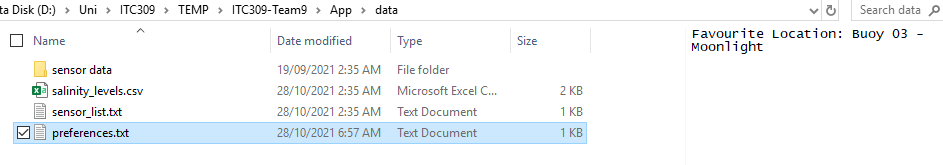 ta Disk (D:) > Uni > ITC309 > TEMP > ITC309-Team9 > App > data
Search data
Name
Date modified
Type
Size
sensor data 19/09/2021 2:35 AM File folder
salinity_levels.csv 28/10/2021 2:35 AM Microsoft Excel C... 2 KB
sensor_list.txt 28/10/2021 2:35 AM Text Document 1 KB
preferences.txt 28/10/2021 6:57 AM Text Document 1 KB
Favourite Location: Buoy 03 -
Moonlight